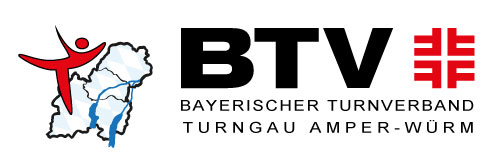 BTV
BAYERISCHER TURNVERBAND
TURNGAU AMPER-WÜRM